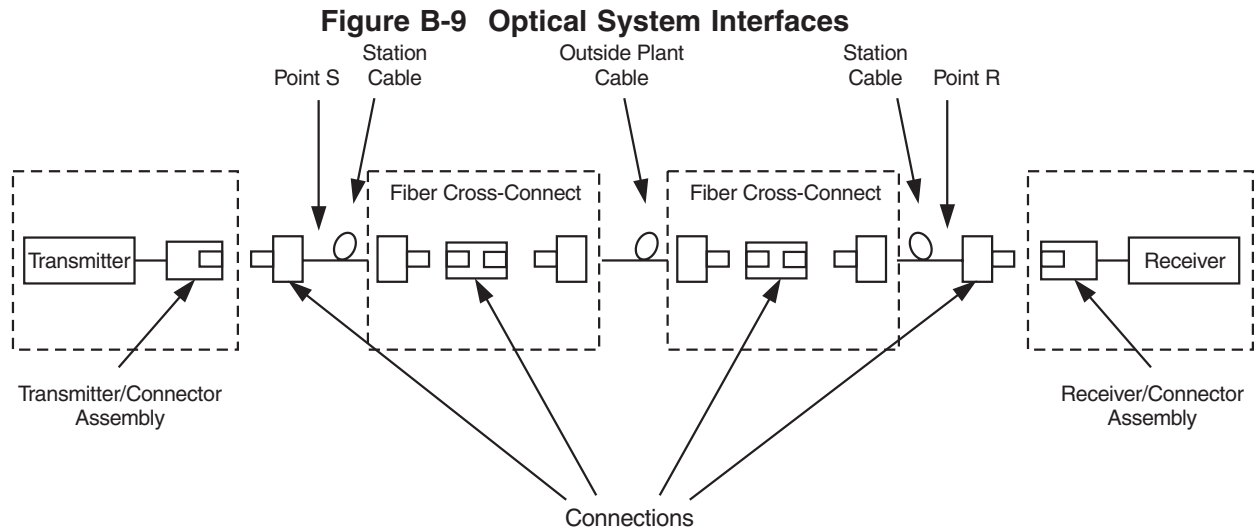 Figure B-9 Optical System Interfaces
Point S
Station
Cable
Outside Plant
Cable
Station
Cable
Point R
Fiber Cross-Connect
Fiber Cross-Connect
Transmitter
Receiver
Transmitter/Connector
Assembly
Receiver/Connector
Assembly
Connections